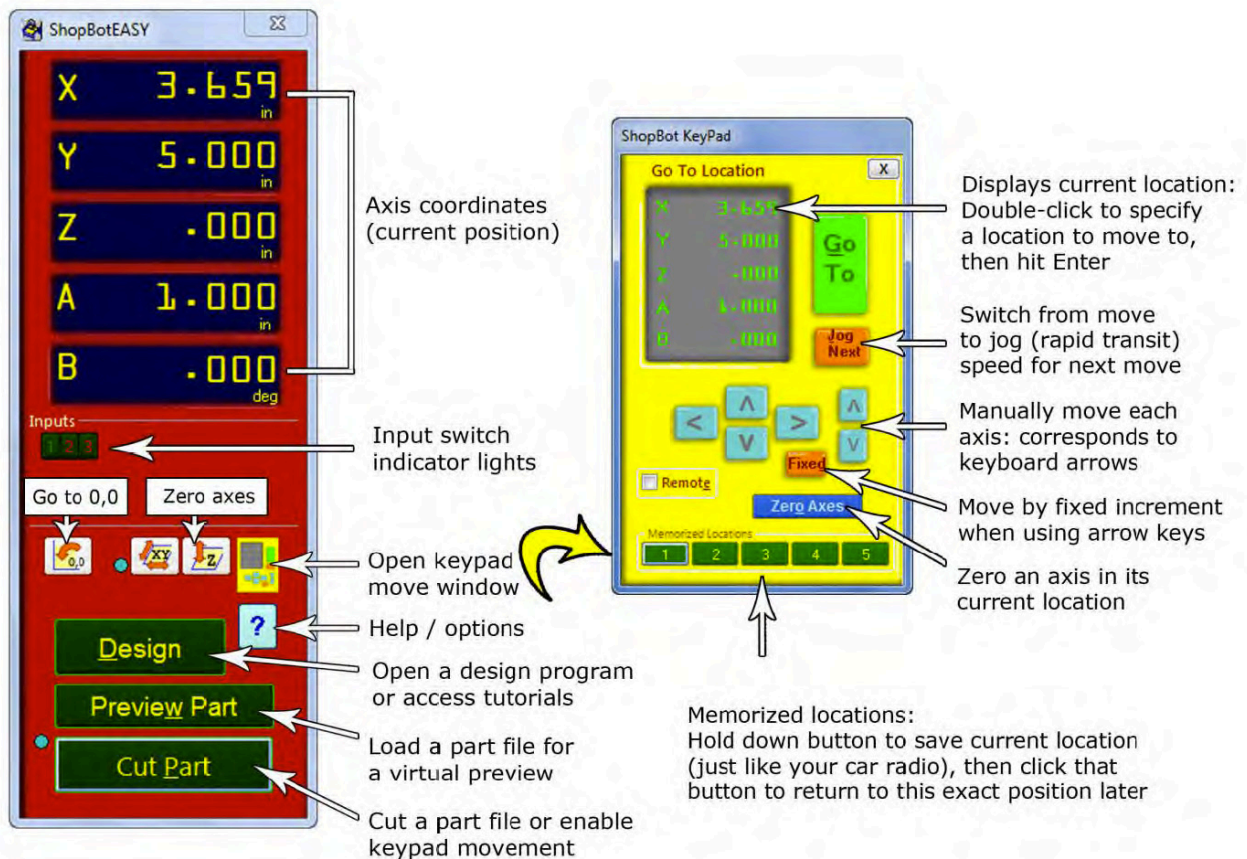 ShopBotEASY
X 3.659
in
Y 5.000
in
Z .000
in
A 1.000
in
B .000
deg
Axis coordinates
(current position)
Inputs
1 2 3
Input switch
indicator lights
Go to 0,0
Zero axes
0,0
XY
Z
Open keypad
move window
?
Help / options
Design
Open a design program
or access tutorials
Preview Part
Load a part file for
a virtual preview
Cut Part
Cut a part file or enable
keypad movement
ShopBot KeyPad
X
Go To Location
X 3.659
Y 5.000
Z .000
A 1.000
B .000
Go
To
Jog
Next
<
>
Fixed
Remote
Zero Axes
Memorized Locations
1 2 3 4 5
Displays current location:
Double-click to specify
a location to move to,
then hit Enter
Switch from move
to jog (rapid transit)
speed for next move
Manually move each
axis: corresponds to
keyboard arrows
Move by fixed increment
when using arrow keys
Zero an axis in its
current location
Memorized locations:
Hold down button to save current location
(just like your car radio), then click that
button to return to this exact position later